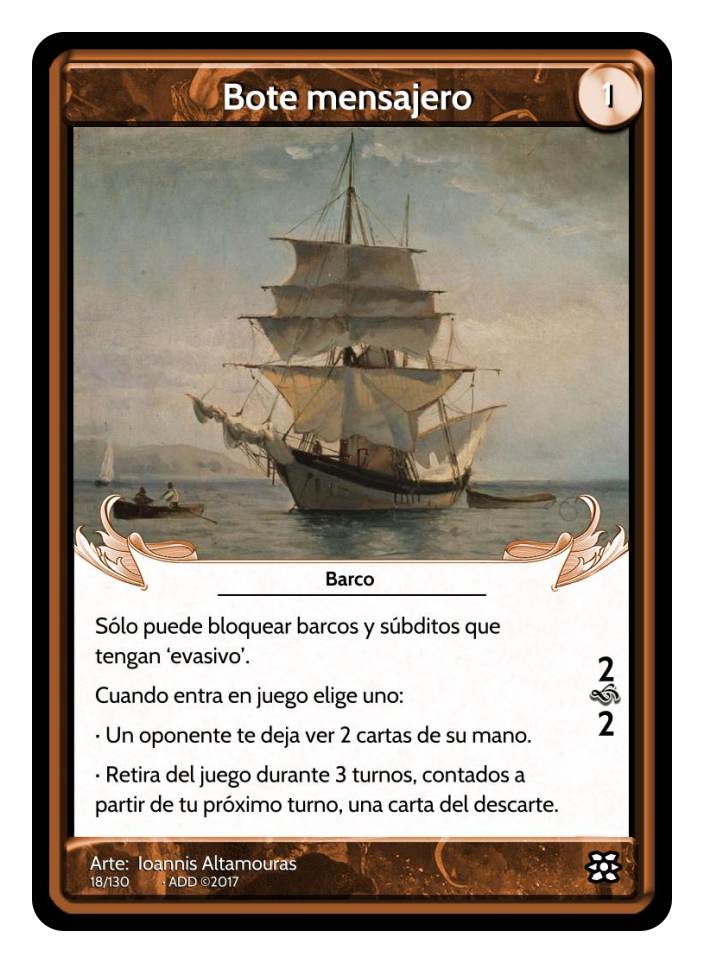 Bote mensajero
1
Barco
Sólo puede bloquear barcos y súbditos que
tengan ‘evasivo’.
Cuando entra en juego elige uno:
· Un oponente te deja ver 2 cartas de su mano.
· Retira del juego durante 3 turnos, contados a
partir de tu próximo turno, una carta del descarte.
2
2
Arte: Ioannis Altamouras
18/130 · ADD ©2017